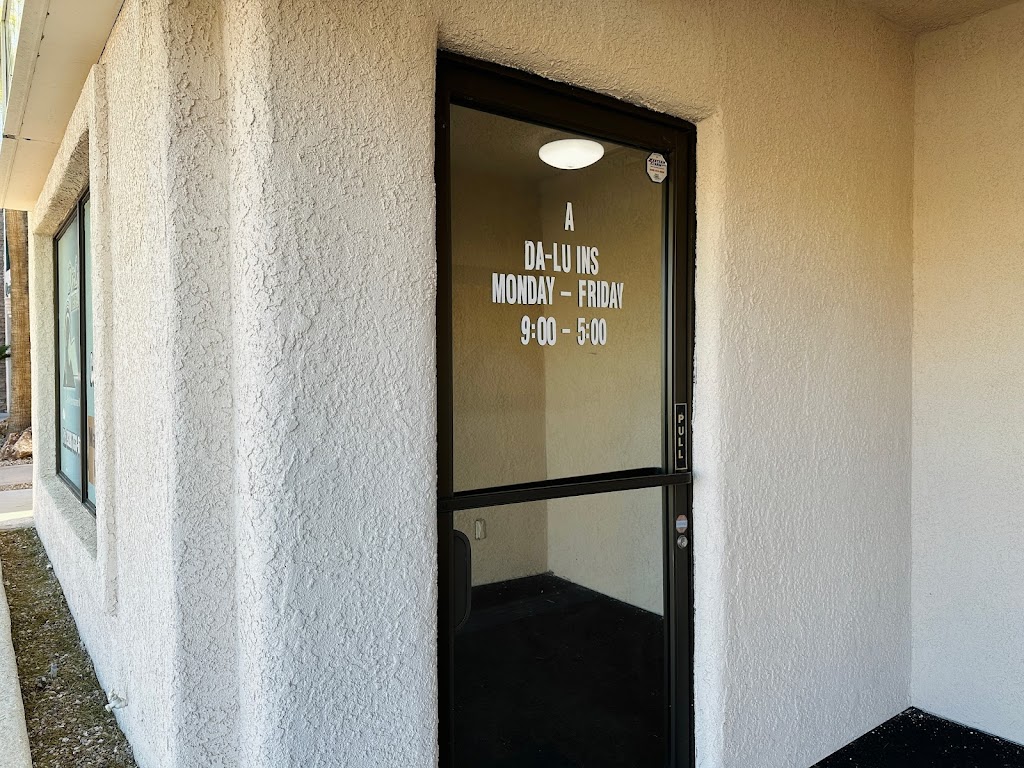 A
DA-LU INS
MONDAY - FRIDAY
9:00 - 5:00
PULL